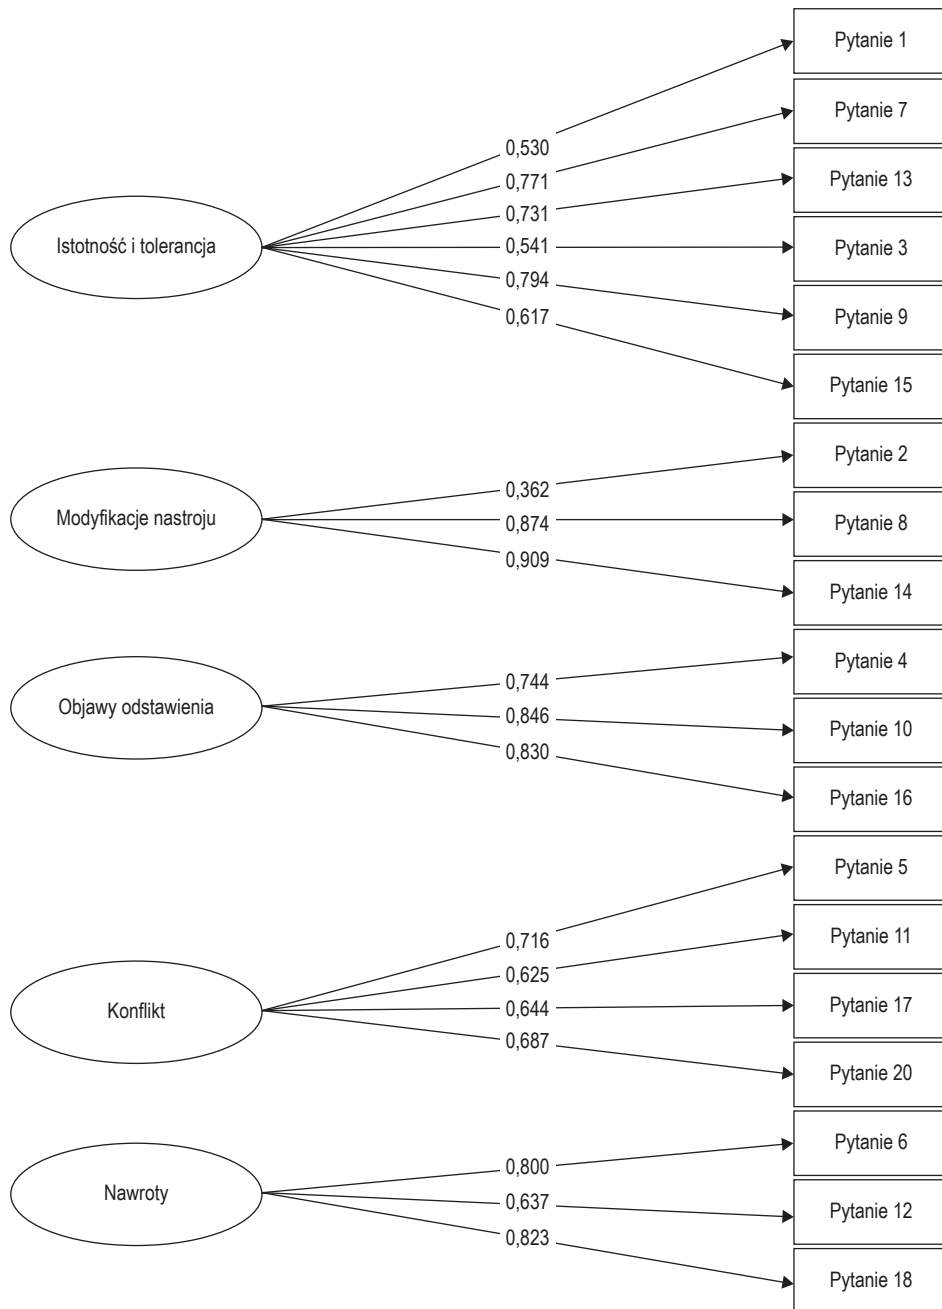 Pytanie 1
Pytanie 7
0,530
0,771
Pytanie 13
0,731
Istotność i tolerancja
0,541
Pytanie 3
0,794
Pytanie 9
0,617
Pytanie 15
Pytanie 2
0,362
Modyfikacje nastroju
0,874
Pytanie 8
0,909
Pytanie 14
Pytanie 4
0,744
Objawy odstawienia
0,846
Pytanie 10
0,830
Pytanie 16
Pytanie 5
0,716
Pytanie 11
0,625
Konflikt
0,644
Pytanie 17
0,687
Pytanie 20
Pytanie 6
0,800
Nawroty
0,637
Pytanie 12
0,823
Pytanie 18